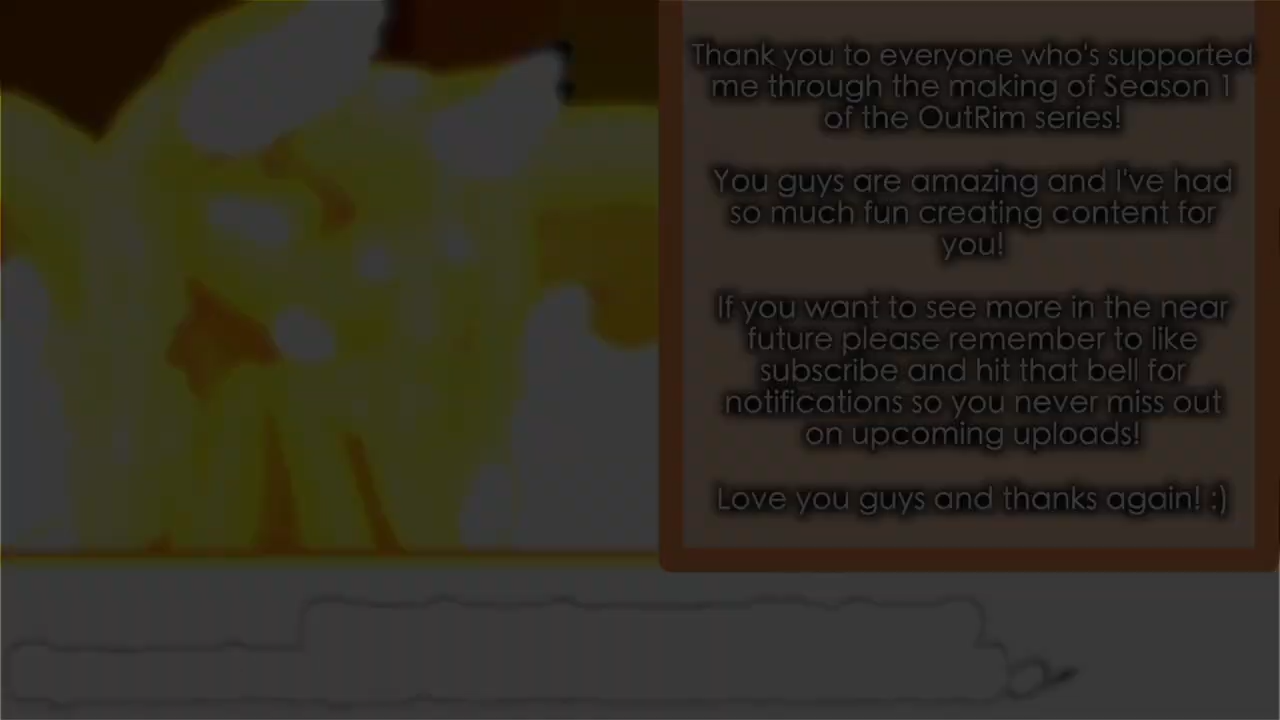 Thank you to everyone who's supported
me through the making of Season 1
of the OutRim series!
You guys are amazing and I've had
so much fun creating content for
you!
If you want to see more in the near
future please remember to like
subscribe and hit that bell for
notifications so you never miss out
on upcoming uploads!
Love you guys and thanks again! :)